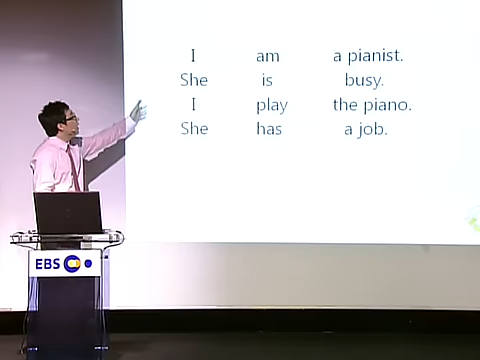 I am a pianist.
She is busy.
I play the piano.
She has a job.
EBS